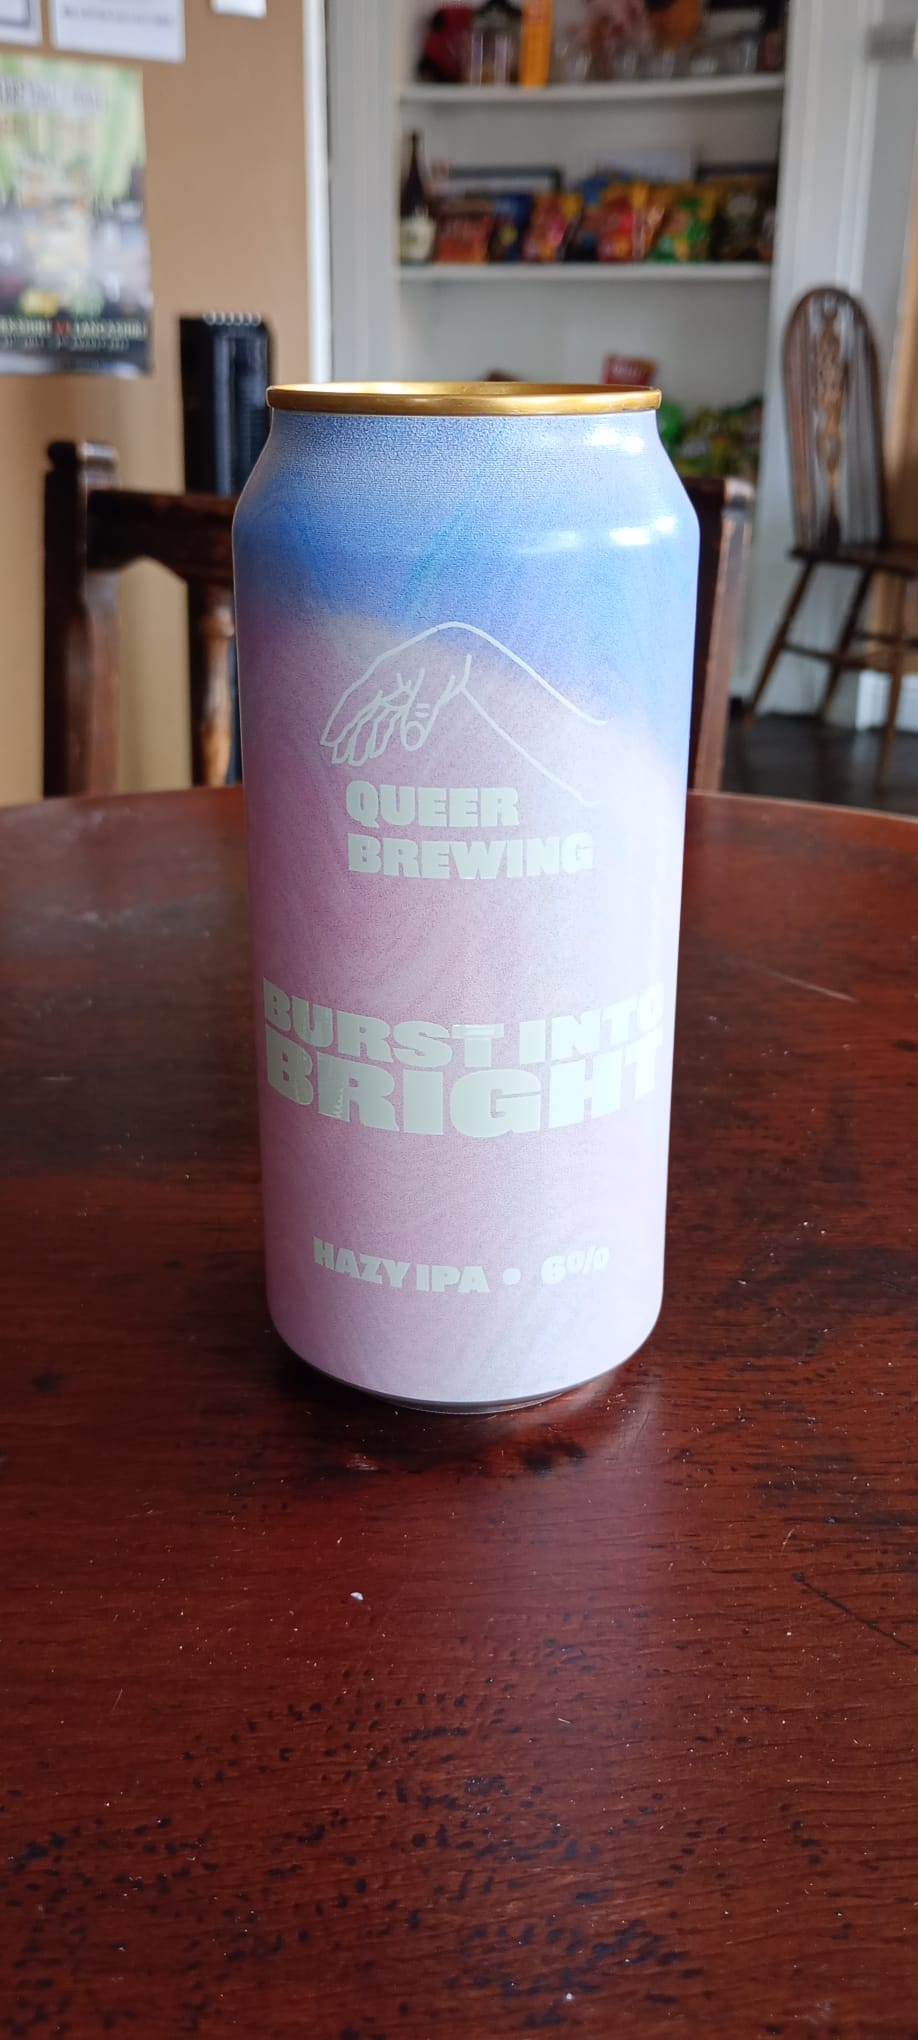 QUEER
BREWING
BURST INTO
BRIGHT
HAZY IPA • 6%